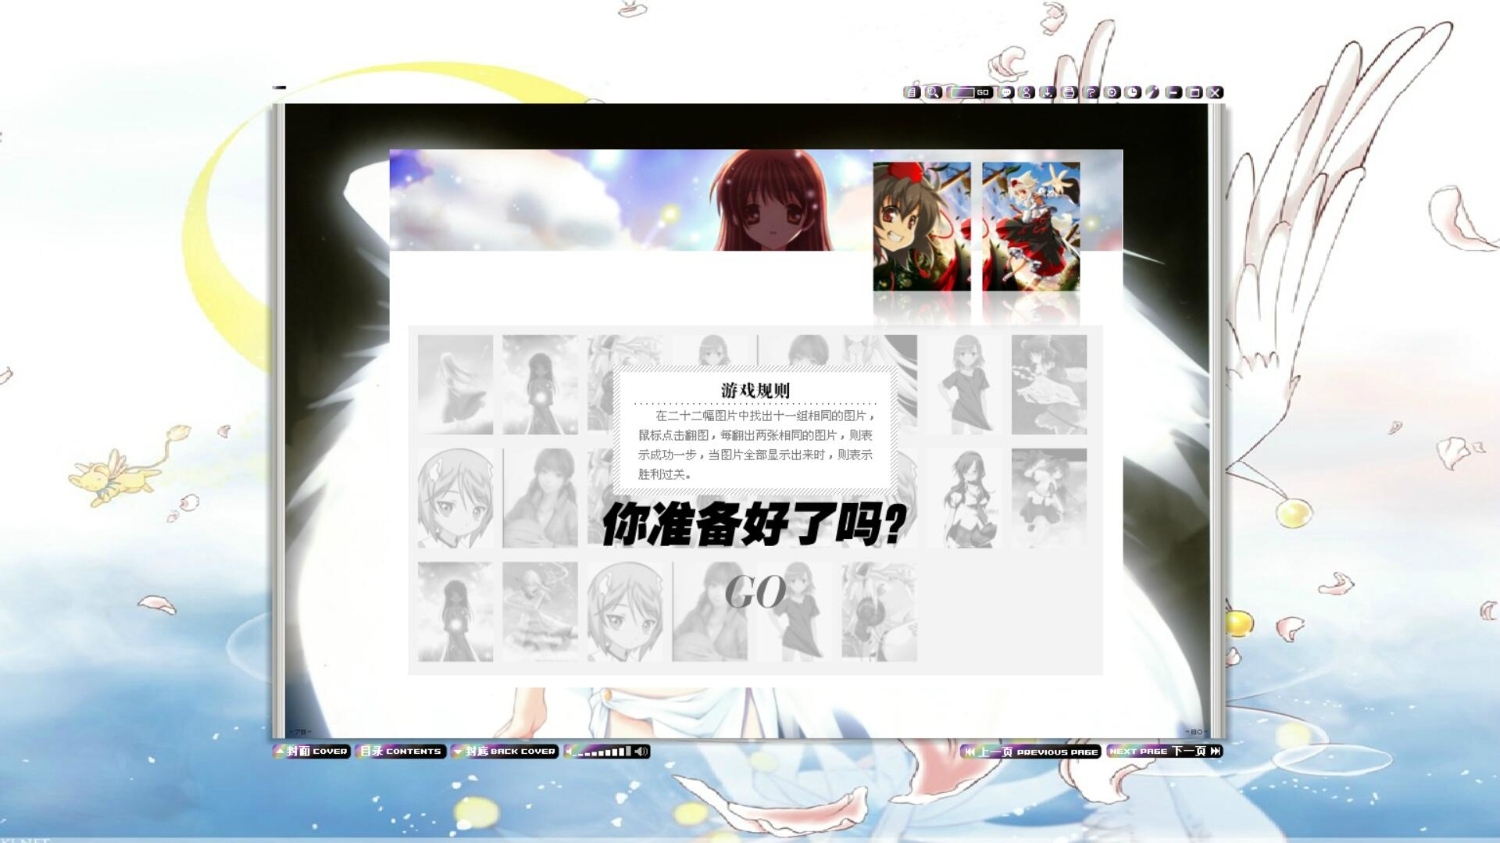 GO
游戏规则
在二十二幅图片中找出十一组相同的图片，
鼠标点击翻图，每翻出两张相同的图片，则表
示成功一步，当图片全部显示出来时，则表示
胜利过关。
你准备好了吗?
GO
封面 COVER
目录 CONTENTS
封底 BACK COVER
上一页 PREVIOUS PAGE
NEXT PAGE 下一页